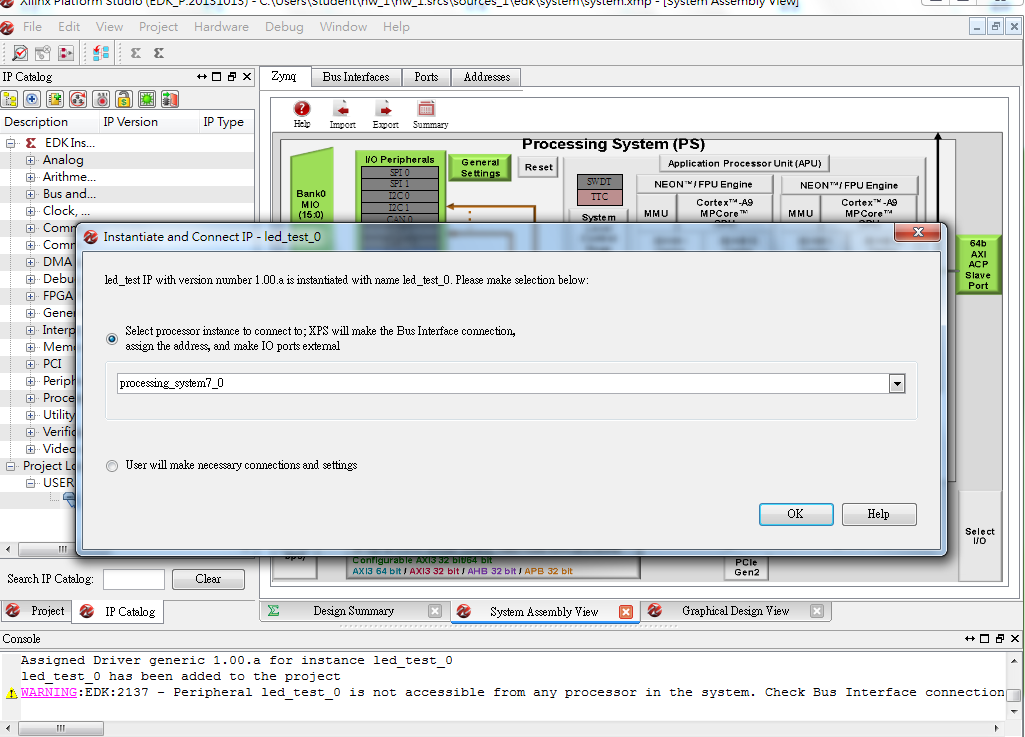 Xilinx Platform Studio (EDK_P.20131013) - C:\Users\Student\hw_1\hw_1.srcs\sources_1\edk\system\system.xmp - [System Assembly View]
File Edit View Project Hardware Debug Window Help
IP Catalog
Zynq Bus Interfaces Ports Addresses
Description IP Version IP Type
Help Import Export Summary
EDK Ins...
Analog
Arithme...
Bus and...
Clock, ...
Comm
Comm
DMA
Debu
FPGA
Gener
Interp
Memo
PCI
Periph
Proce
Utility
Verific
Video
Project Lo
USER
Processing System (PS)
I/O Peripherals
SPI 0
SPI 1
I2C 0
I2C 1
CAN 0
Bank0
MIO
(15:0)
General
Settings
Reset
SWDT
TTC
System
Application Processor Unit (APU)
NEON™/ FPU Engine
NEON™/ FPU Engine
MMU
Cortex™-A9
MPCore™
MMU
Cortex™-A9
MPCore™
64b
AXI
ACP
Slave
Port
Instantiate and Connect IP - led_test_0
led_test IP with version number 1.00.a is instantiated with name led_test_0. Please make selection below:
Select processor instance to connect to; XPS will make the Bus Interface connection,
assign the address, and make IO ports external
processing_system7_0
User will make necessary connections and settings
OK Help
Select
I/O
Configurable AXI3 32 bit/64 bit
AXI3 64 bit / AXI3 32 bit / AHB 32 bit / APB 32 bit
PCIe
Gen2
Search IP Catalog: Clear
Project IP Catalog
Design Summary System Assembly View Graphical Design View
Console
Assigned Driver generic 1.00.a for instance led_test_0
led_test_0 has been added to the project
WARNING:EDK:2137 - Peripheral led_test_0 is not accessible from any processor in the system. Check Bus Interface connection